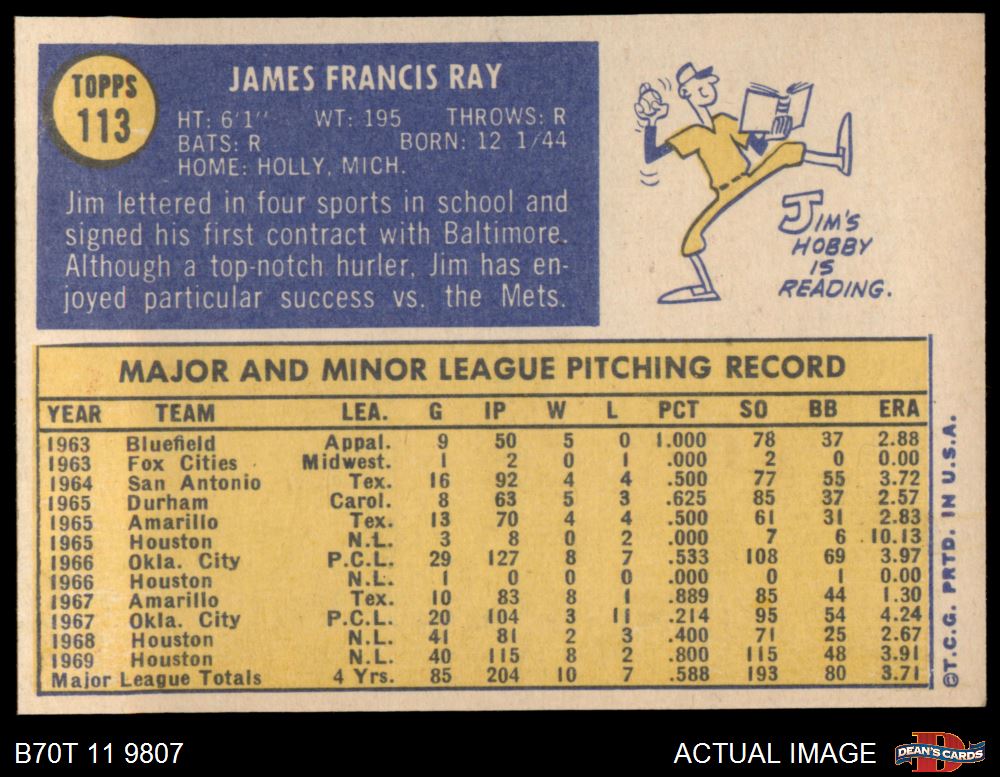 TOPPS
113
JAMES FRANCIS RAY
HT: 6'1" WT: 195 THROWS: R
BATS: R BORN: 12 1/44
HOME: HOLLY, MICH.
Jim lettered in four sports in school and
signed his first contract with Baltimore.
Although a top-notch hurler, Jim has en-
joyed particular success vs. the Mets.
JIM'S
HOBBY
IS
READING.
MAJOR AND MINOR LEAGUE PITCHING RECORD
YEAR TEAM LEA. G IP W L PCT SO BB ERA
1963 Bluefield Appal. 9 50 5 0 1.000 78 37 2.88
1963 Fox Cities Midwest. 1 2 0 1 .000 2 0 0.00
1964 San Antonio Tex. 16 92 4 4 .500 77 55 3.72
1965 Durham Carol. 8 63 5 3 .625 85 37 2.57
1965 Amarillo Tex. 13 70 4 4 .500 61 31 2.83
1965 Houston N.L. 3 8 0 2 .000 7 6 10.13
1966 Okla. City P.C.L. 29 127 8 7 .533 108 69 3.97
1966 Houston N.L. 1 0 0 0 .000 0 1 0.00
1967 Amarillo Tex. 10 83 8 1 .889 85 44 1.30
1967 Okla. City P.C.L. 20 104 3 11 .214 95 54 4.24
1968 Houston N.L. 41 81 2 3 .400 71 25 2.67
1969 Houston N.L. 40 115 8 2 .800 115 48 3.91
Major League Totals 4 Yrs. 85 204 10 7 .588 193 80 3.71
©T.C.G. PRTD. IN U.S.A.
B70T 11 9807
ACTUAL IMAGE
D
DEAN'S CARDS